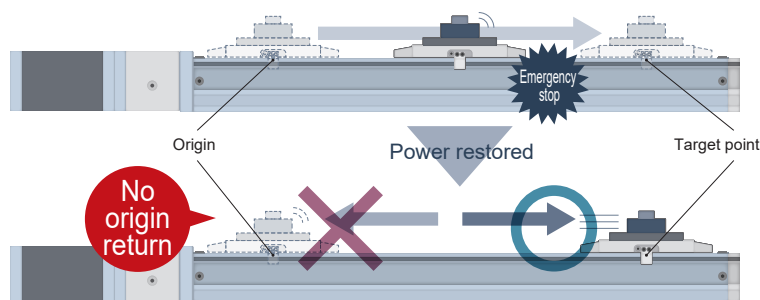 Emergency
stop
Origin
Power restored
Target point
No
origin
return